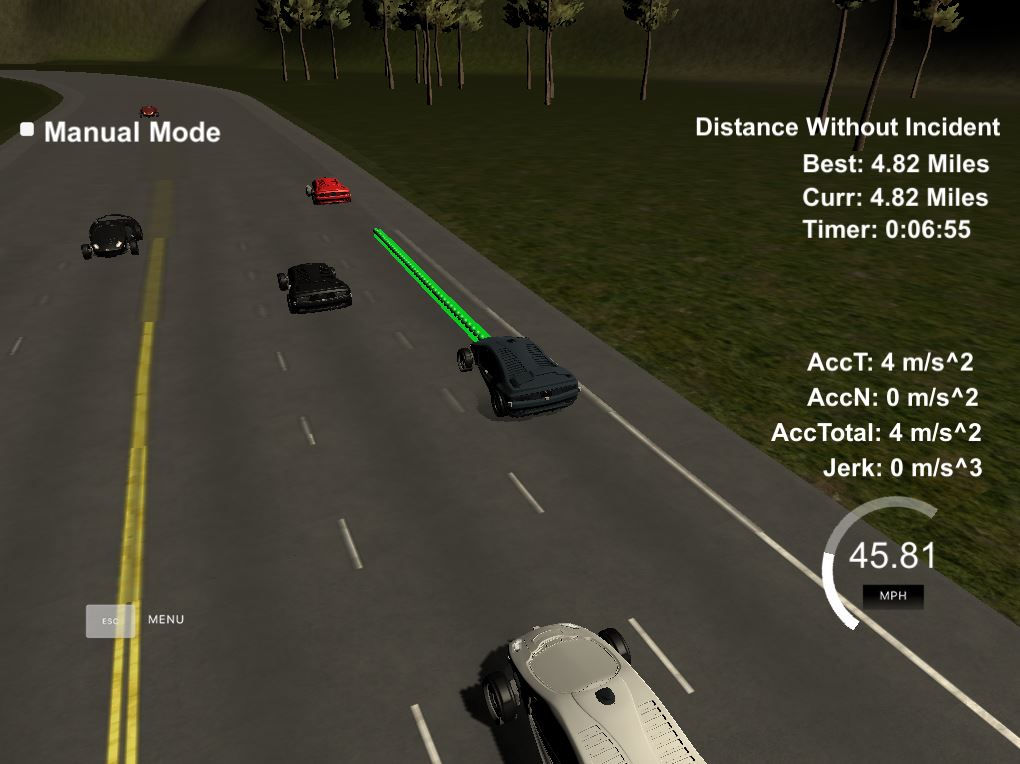 Manual Mode
Distance Without Incident
Best: 4.82 Miles
Curr: 4.82 Miles
Timer: 0:06:55
AccT: 4 m/s^2
AccN: 0 m/s^2
AccTotal: 4 m/s^2
Jerk: 0 m/s^3
45.81
MPH
ESC MENU